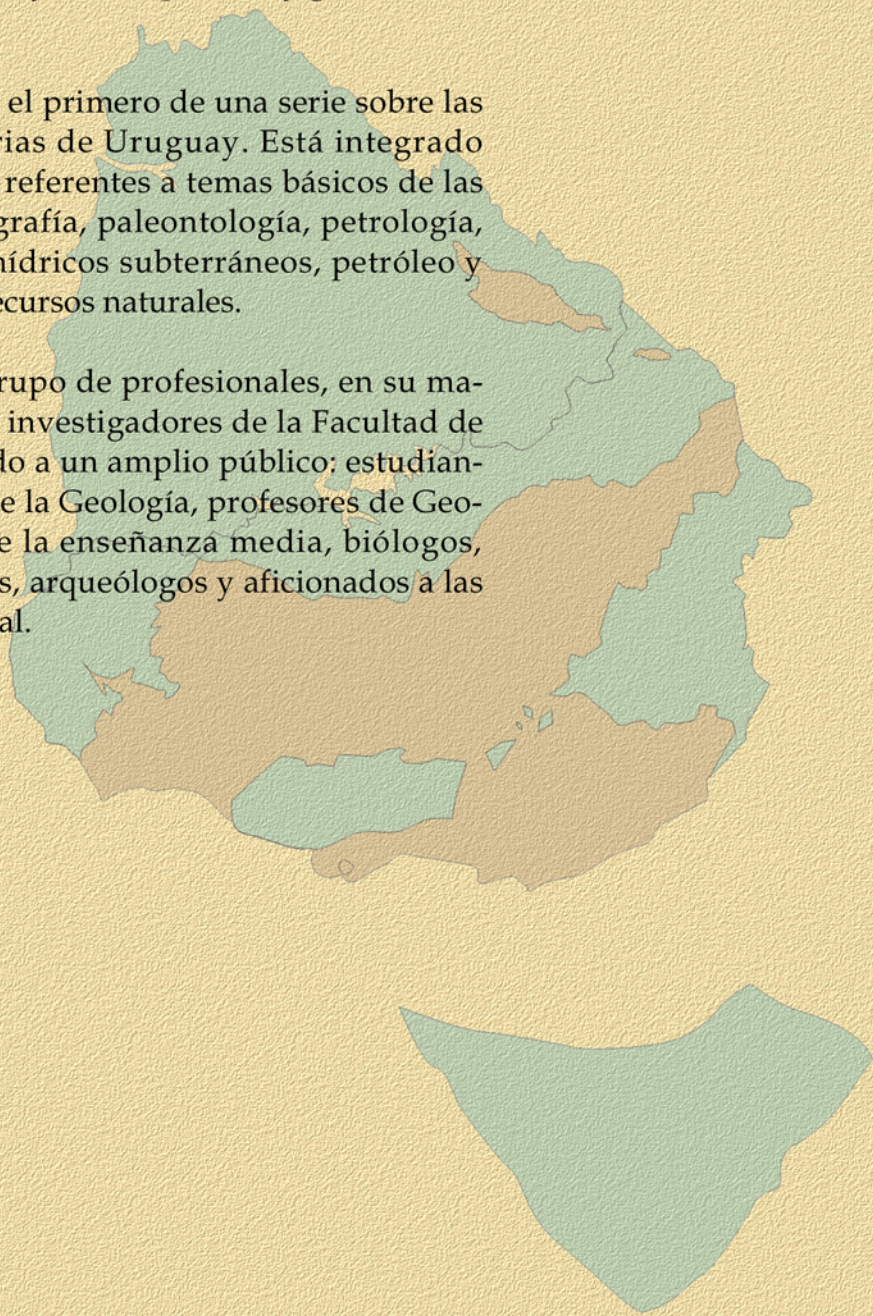 el primero de una serie sobre las
rias de Uruguay. Está integrado
referentes a temas básicos de las
grafía, paleontología, petrología,
hídricos subterráneos, petróleo y
ecursos naturales.
rupo de profesionales, en su ma-
investigadores de la Facultad de
do a un amplio público: estudian-
e la Geología, profesores de Geo-
e la enseñanza media, biólogos,
s, arqueólogos y aficionados a las
al.